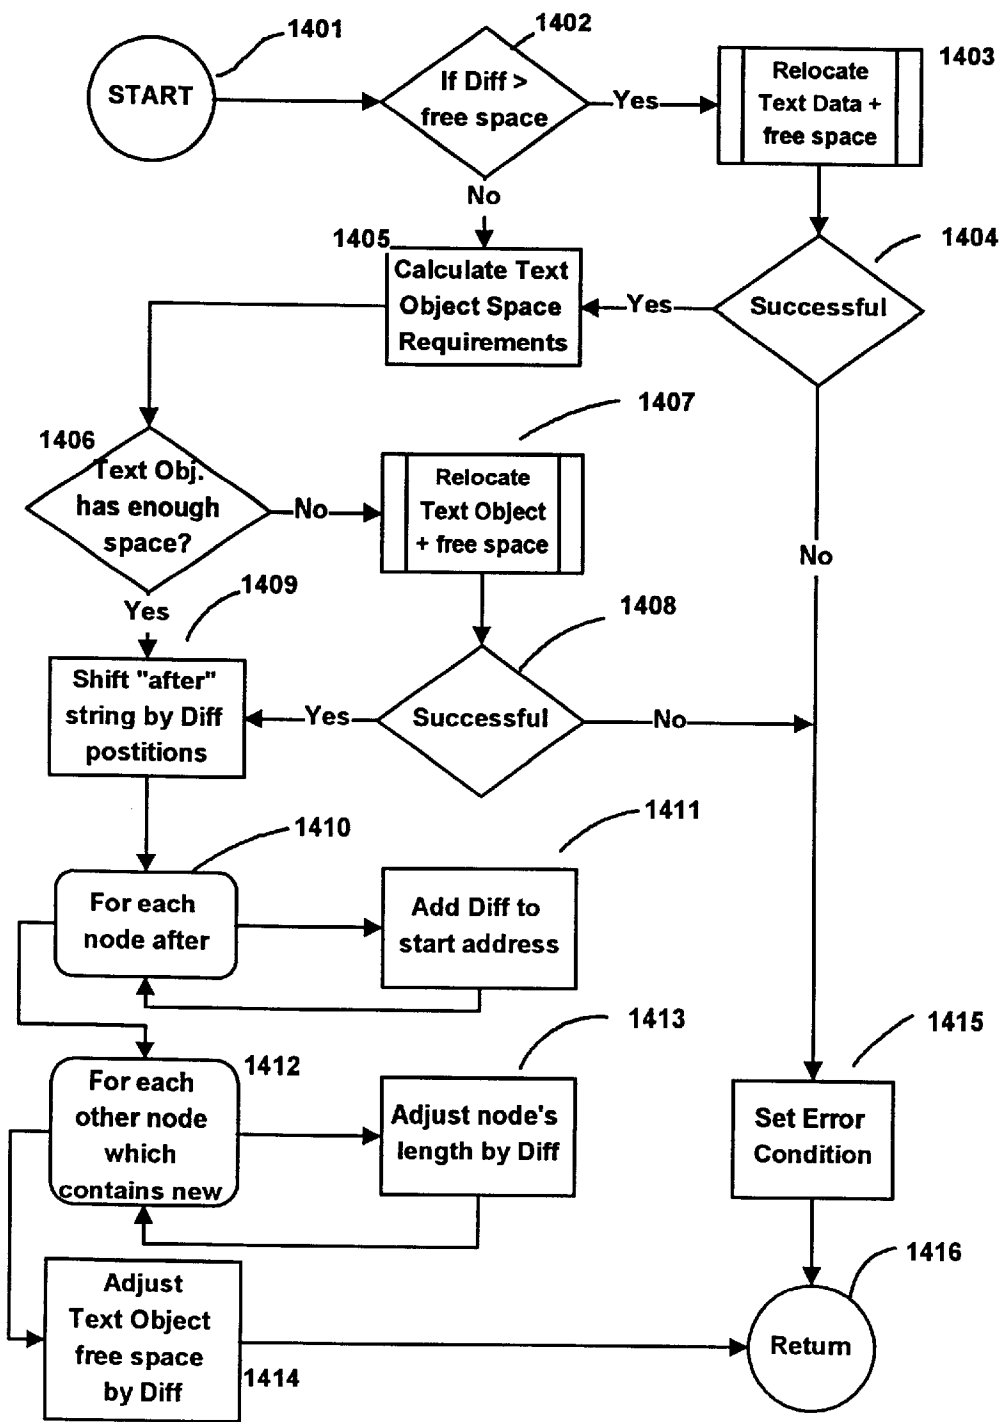 1401
START
1402
If Diff >
free space
Yes
1403
Relocate
Text Data +
free space
No
1404
Successful
Yes
1405
Calculate Text
Object Space
Requirements
No
1406
Text Obj.
has enough
space?
No
1407
Relocate
Text Object
+ free space
Yes
1408
Successful
Yes
No
1409
Shift "after"
string by Diff
postitions
1410
For each
node after
1411
Add Diff to
start address
1412
For each
other node
which
contains new
1413
Adjust node's
length by Diff
1415
Set Error
Condition
1414
Adjust
Text Object
free space
by Diff
1416
Return